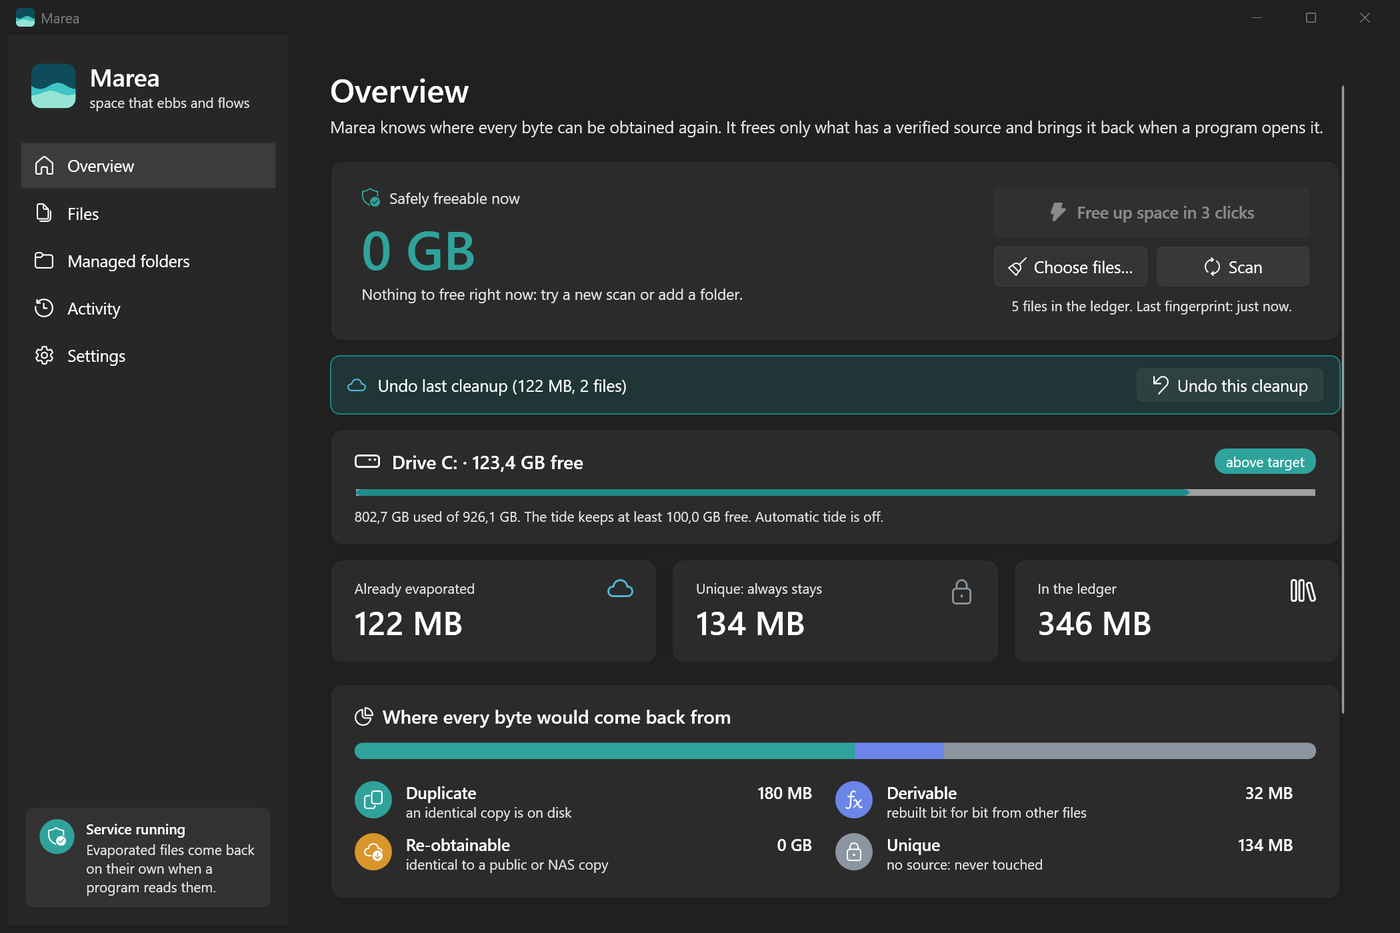 Marea
Marea
space that ebbs and flows
Overview
Files
Managed folders
Activity
Settings
Service running
Evaporated files come back
on their own when a
program reads them.
Overview
Marea knows where every byte can be obtained again. It frees only what has a verified source and brings it back when a program opens it.
Safely freeable now
0 GB
Nothing to free right now: try a new scan or add a folder.
Free up space in 3 clicks
Choose files...
Scan
5 files in the ledger. Last fingerprint: just now.
Undo last cleanup (122 MB, 2 files)
Undo this cleanup
Drive C: · 123,4 GB free
above target
802,7 GB used of 926,1 GB. The tide keeps at least 100,0 GB free. Automatic tide is off.
Already evaporated
122 MB
Unique: always stays
134 MB
In the ledger
346 MB
Where every byte would come back from
Duplicate
180 MB
an identical copy is on disk
fx
Derivable
32 MB
rebuilt bit for bit from other files
Re-obtainable
0 GB
identical to a public or NAS copy
Unique
134 MB
no source: never touched